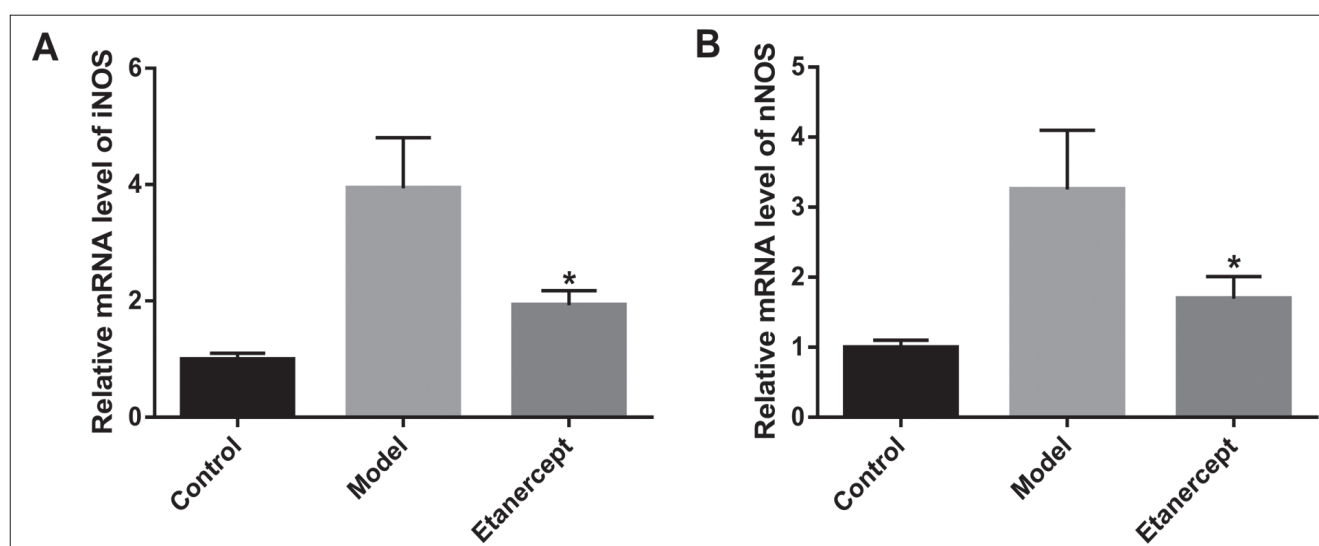 A
Relative mRNA level of iNOS
6
4
2
0
*
Control
Model
Etanercept
B
Relative mRNA level of nNOS
5
4
3
2
1
0
*
Control
Model
Etanercept